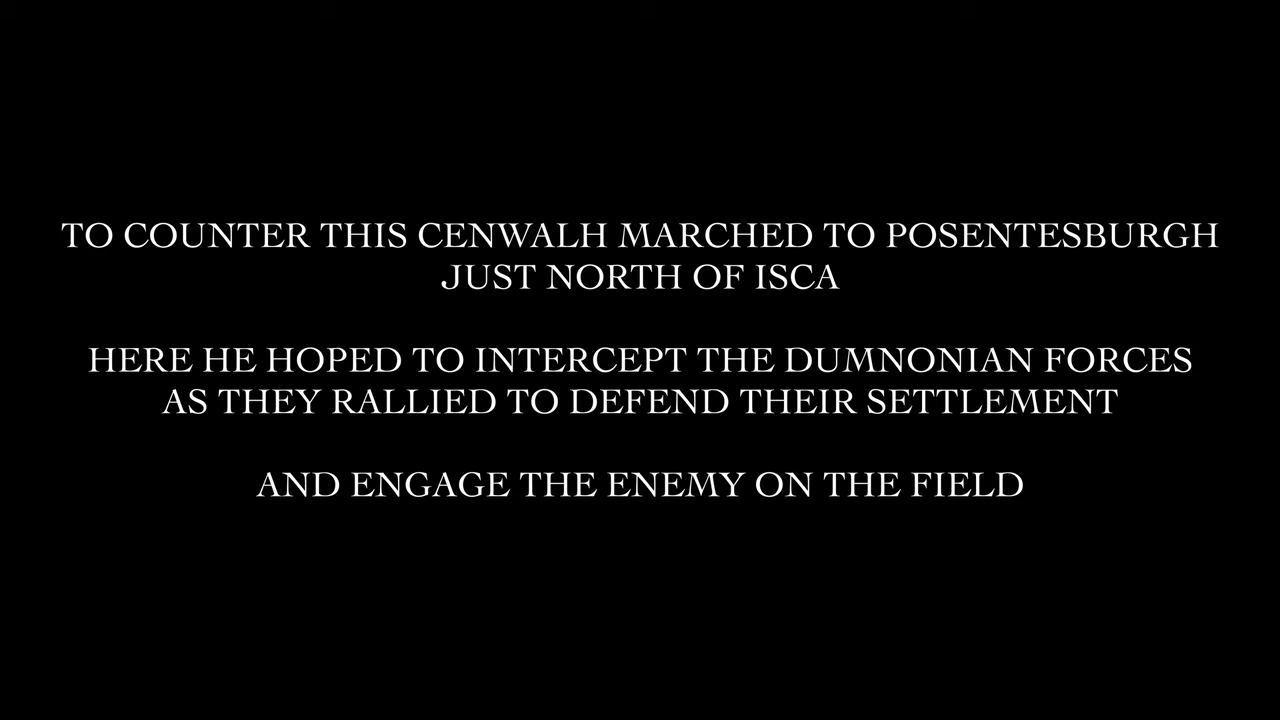 TO COUNTER THIS CENWALH MARCHED TO POSENTESBURGH
JUST NORTH OF ISCA
HERE HE HOPED TO INTERCEPT THE DUMNONIAN FORCES
AS THEY RALLIED TO DEFEND THEIR SETTLEMENT
AND ENGAGE THE ENEMY ON THE FIELD